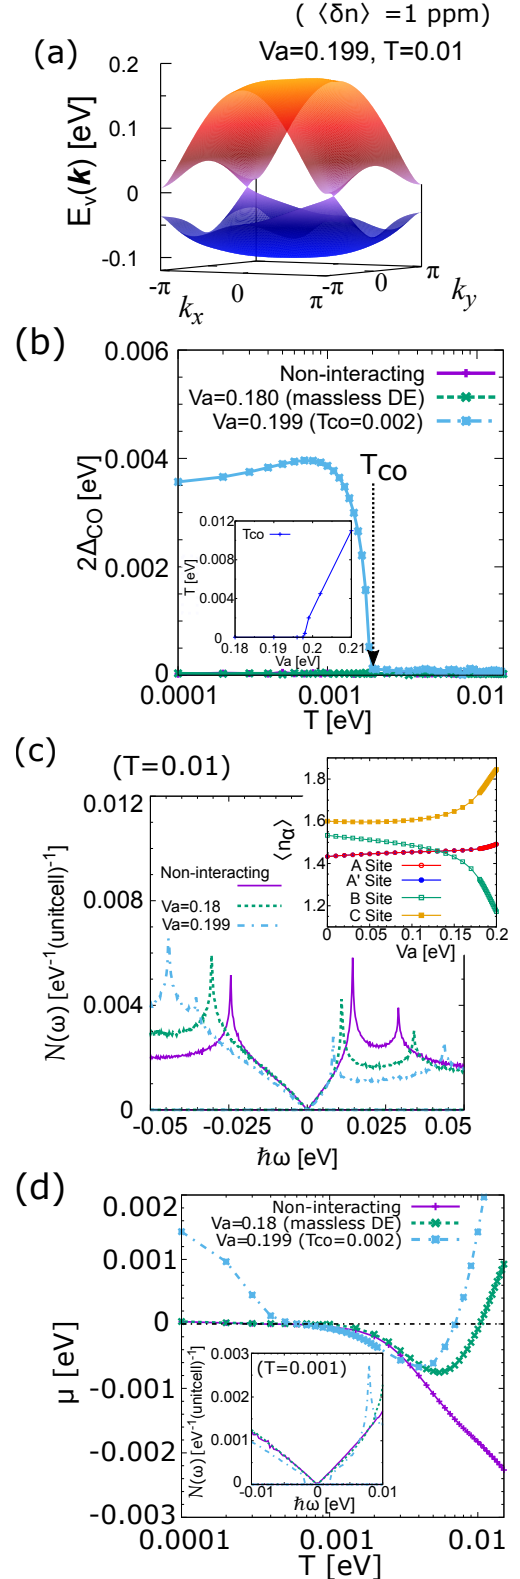 (⟨δn⟩ =1 ppm)
(a)
Va=0.199, T=0.01
0.2
0.1
0
-0.1
Eν(k) [eV]
-π
0
π
kx
-π
0
π
ky
(b)
0.006
0.004
0.002
0
2ΔCO [eV]
Non-interacting
Va=0.180 (massless DE)
Va=0.199 (Tco=0.002)
TCO
0.012
0.008
0.004
0
T [eV]
Tco
0.18 0.19 0.2 0.21
Va [eV]
0.0001 0.001 0.01
T [eV]
(c)
(T=0.01)
0.012
0.008
0.004
0
N(ω) [eV-1(unitcell)-1]
Non-interacting
Va=0.18
Va=0.199
1.8
1.6
1.4
1.2
⟨nα⟩
A Site
A' Site
B Site
C Site
0 0.05 0.1 0.15 0.2
Va [eV]
-0.05 -0.025 0 0.025 0.05
ℏω [eV]
(d)
0.002
0.001
0
-0.001
-0.002
-0.003
μ [eV]
Non-interacting
Va=0.18 (massless DE)
Va=0.199 (Tco=0.002)
0.003
0.002
0.001
0
N(ω) [eV-1(unitcell)-1]
(T=0.001)
-0.01 0 0.01
ℏω [eV]
0.0001 0.001 0.01
T [eV]